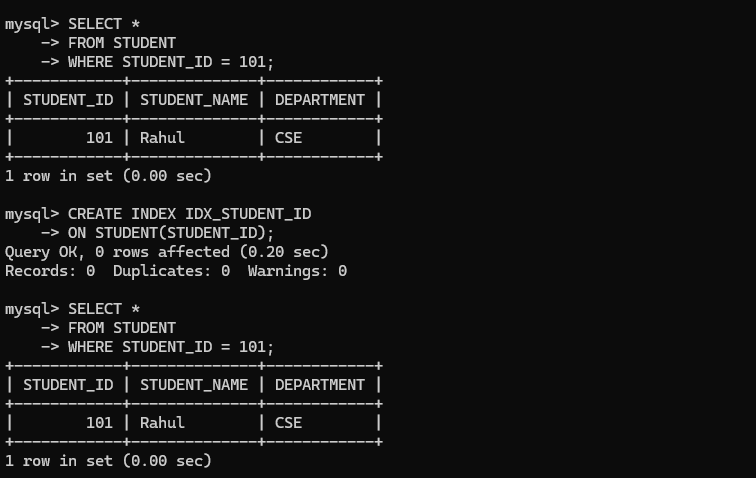 mysql> SELECT *
    -> FROM STUDENT
    -> WHERE STUDENT_ID = 101;
+------------+--------------+------------+
| STUDENT_ID | STUDENT_NAME | DEPARTMENT |
+------------+--------------+------------+
|        101 | Rahul        | CSE        |
+------------+--------------+------------+
1 row in set (0.00 sec)

mysql> CREATE INDEX IDX_STUDENT_ID
    -> ON STUDENT(STUDENT_ID);
Query OK, 0 rows affected (0.20 sec)
Records: 0  Duplicates: 0  Warnings: 0

mysql> SELECT *
    -> FROM STUDENT
    -> WHERE STUDENT_ID = 101;
+------------+--------------+------------+
| STUDENT_ID | STUDENT_NAME | DEPARTMENT |
+------------+--------------+------------+
|        101 | Rahul        | CSE        |
+------------+--------------+------------+
1 row in set (0.00 sec)